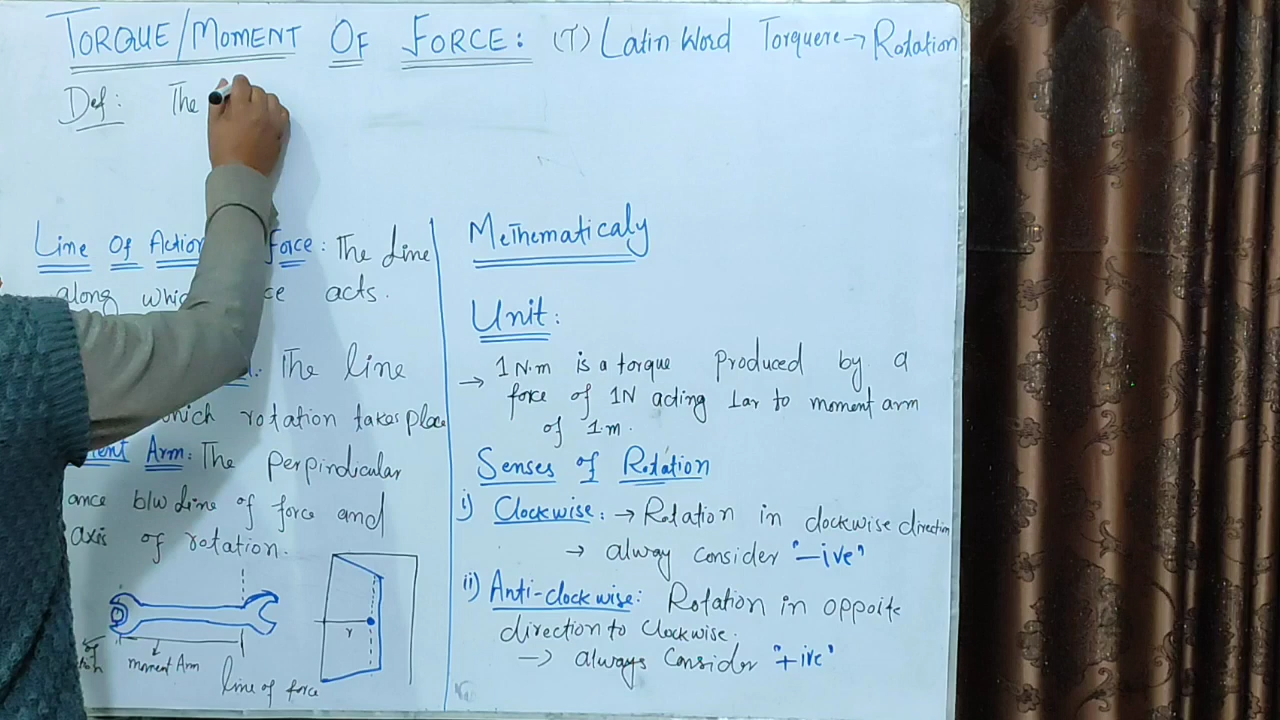 TORQUE/MOMENT OF FORCE: (T) Latin Word Torquere → Rotation
Def: The
Line Of Action Force: The Line
along which acts.
The line
which rotation takes place
Arm: The perpindicular
b/w Line of force and
axis of rotation.
r
moment Arm
of
line of force
Methematicaly
Unit:
→ 1 N.m is a torque produced by a
force of 1N acting ⊥ar to moment arm
of 1m.
Senses of Rotation
i) Clockwise: → Rotation in clockwise direction
→ alway consider "-ive"
ii) Anti-clockwise: Rotation in oppoite
direction to Clockwise.
→ always Consider "+ive"